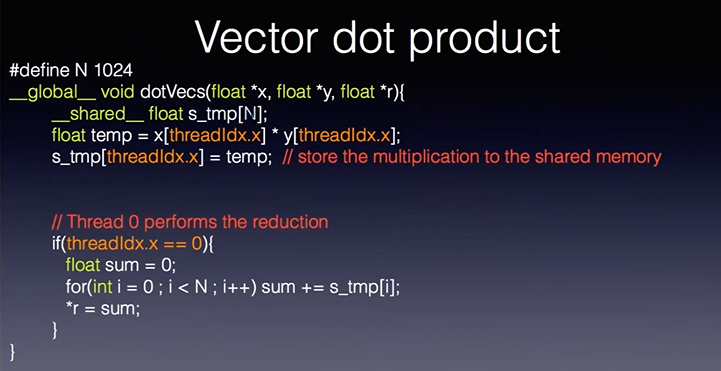 Vector dot product
#define N 1024
__global__ void dotVecs(float *x, float *y, float *r){
__shared__ float s_tmp[N];
float temp = x[threadIdx.x] * y[threadIdx.x];
s_tmp[threadIdx.x] = temp; // store the multiplication to the shared memory
// Thread 0 performs the reduction
if(threadIdx.x == 0){
float sum = 0;
for(int i = 0 ; i < N ; i++) sum += s_tmp[i];
*r = sum;
}
}